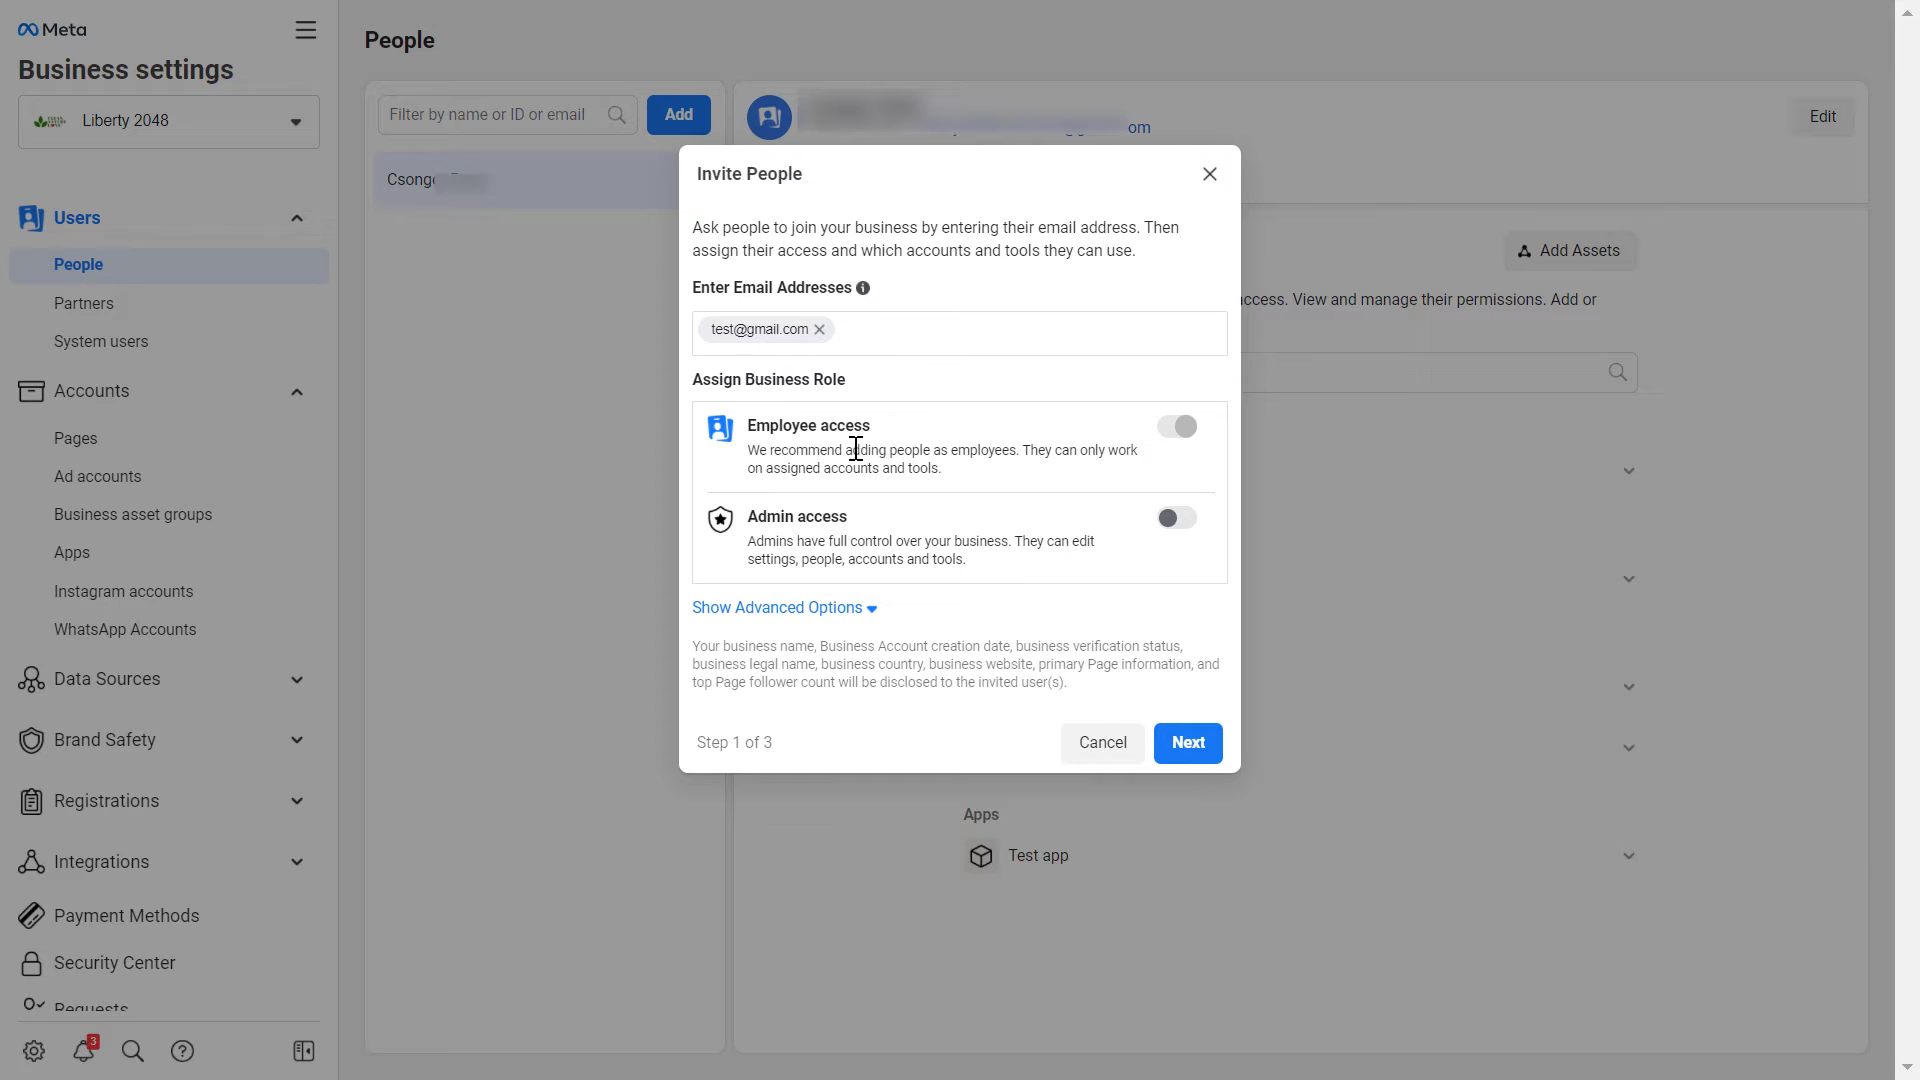 Meta
Business settings
Liberty 2048
Users
People
Partners
System users
Accounts
Pages
Ad accounts
Business asset groups
Apps
Instagram accounts
WhatsApp Accounts
Data Sources
Brand Safety
Registrations
Integrations
Payment Methods
Security Center
Requests
3
People
Filter by name or ID or email
Add
om
Edit
Add Assets
ccess. View and manage their permissions. Add or
Invite People
Ask people to join your business by entering their email address. Then
assign their access and which accounts and tools they can use.
Enter Email Addresses
test@gmail.com
Assign Business Role
Employee access
We recommend adding people as employees. They can only work
on assigned accounts and tools.
Admin access
Admins have full control over your business. They can edit
settings, people, accounts and tools.
Show Advanced Options
Your business name, Business Account creation date, business verification status,
business legal name, business country, business website, primary Page information, and
top Page follower count will be disclosed to the invited user(s).
Step 1 of 3
Cancel
Next
Apps
Test app